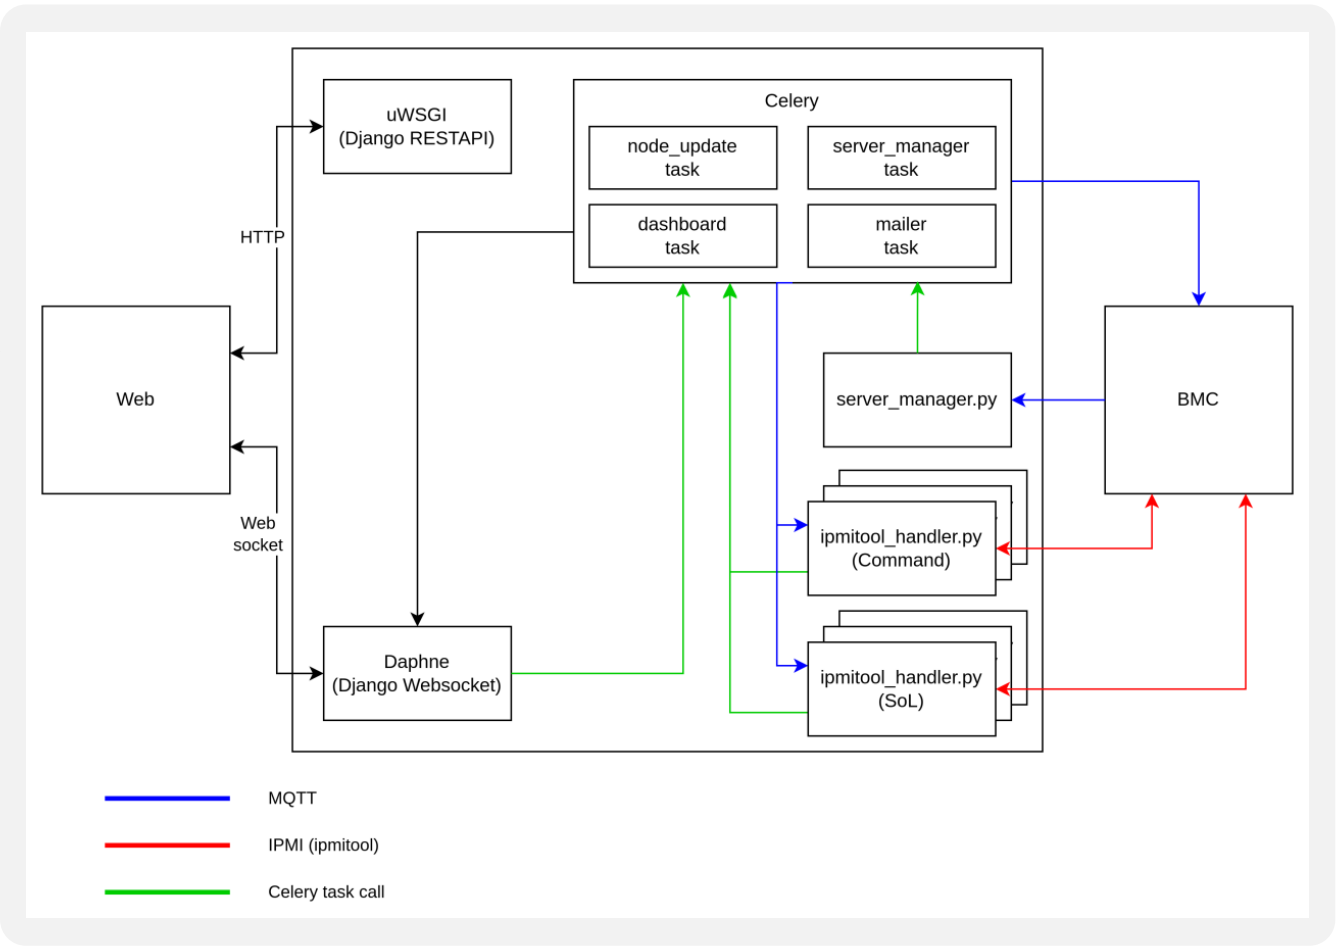 uWSGI
(Django RESTAPI)
Celery
node_update
task
server_manager
task
dashboard
task
mailer
task
HTTP
Web
server_manager.py
BMC
Web
socket
ipmitool_handler.py
(Command)
Daphne
(Django Websocket)
ipmitool_handler.py
(SoL)
MQTT
IPMI (ipmitool)
Celery task call